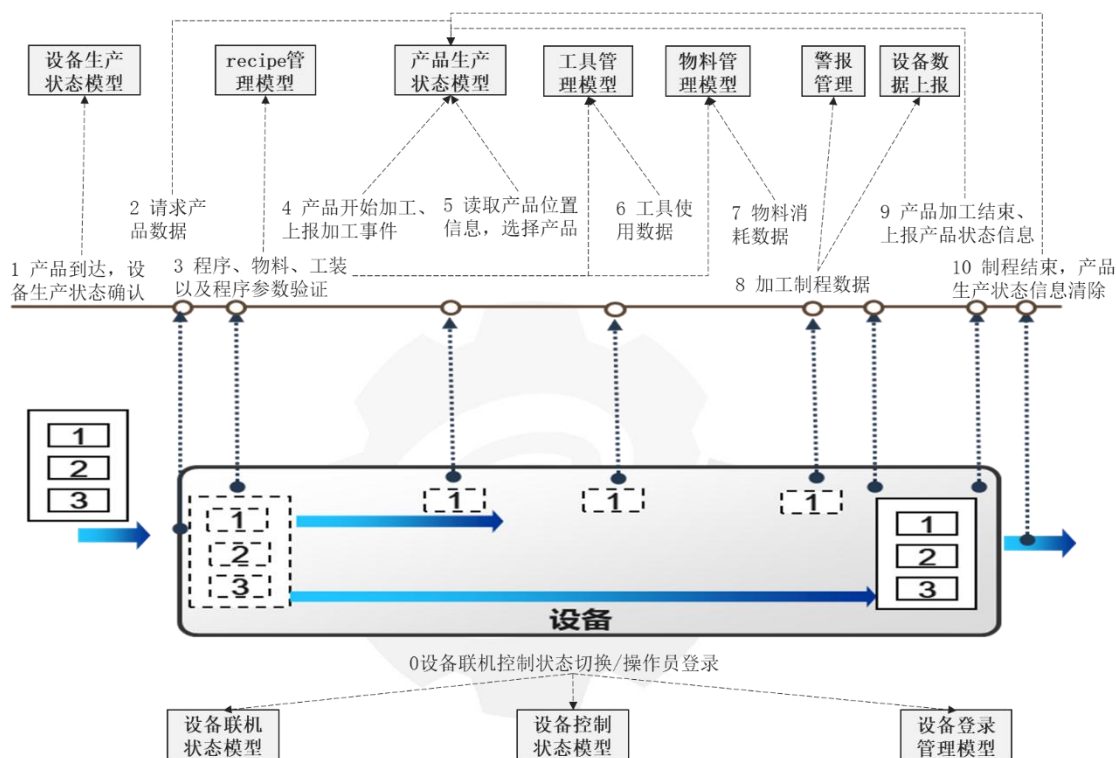 设备生产
状态模型
recipe管
理模型
产品生产
状态模型
工具管
理模型
物料管
理模型
警报
管理
设备数
据上报
2 请求产
品数据
4 产品开始加工、
上报加工事件
5 读取产品位置
信息，选择产品
6 工具使
用数据
7 物料消
耗数据
9 产品加工结束、
上报产品状态信息
1 产品到达，设
备生产状态确认
3 程序、物料、工装
以及程序参数验证
8 加工制程数据
10 制程结束，产品
生产状态信息清除
1
2
3
1
2
3
1
1
1
1
2
3
设备
0设备联机控制状态切换/操作员登录
设备联机
状态模型
设备控制
状态模型
设备登录
管理模型